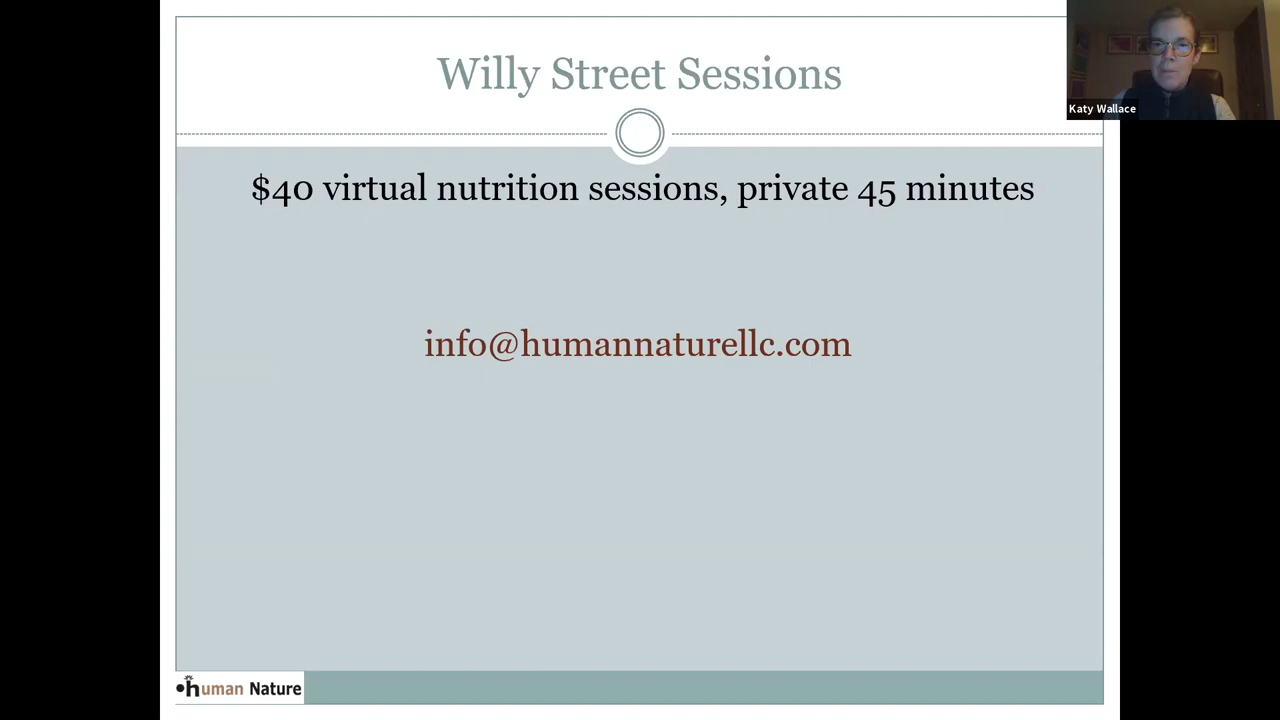 Willy Street Sessions
Katy Wallace
$40 virtual nutrition sessions, private 45 minutes
info@humannaturellc.com
human Nature